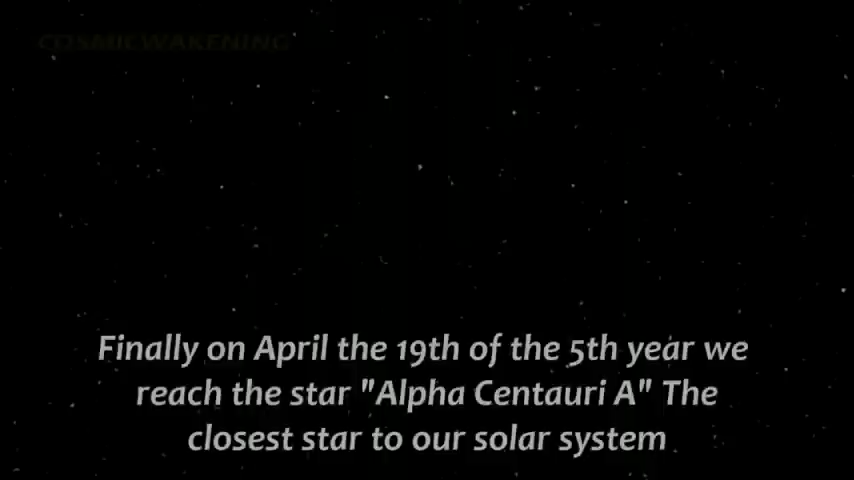 COSMICWAKENING
Finally on April the 19th of the 5th year we
reach the star "Alpha Centauri A" The
closest star to our solar system